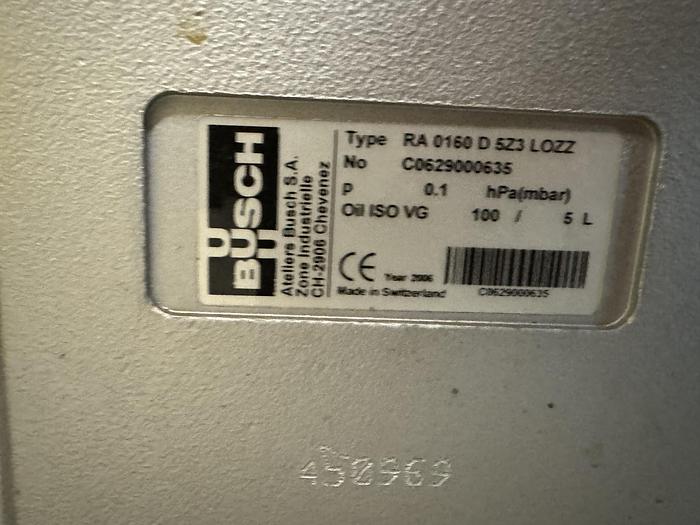 BUSCH
Ateliers Busch S.A.
Zone Industrielle
CH-2906 Chevenez
Type RA 0160 D 5Z3 LOZZ
No C0629000635
P 0.1 hPa(mbar)
Oil ISO VG 100 / 5 L
CE Year 2006
Made in Switzerland C0629000635
450969